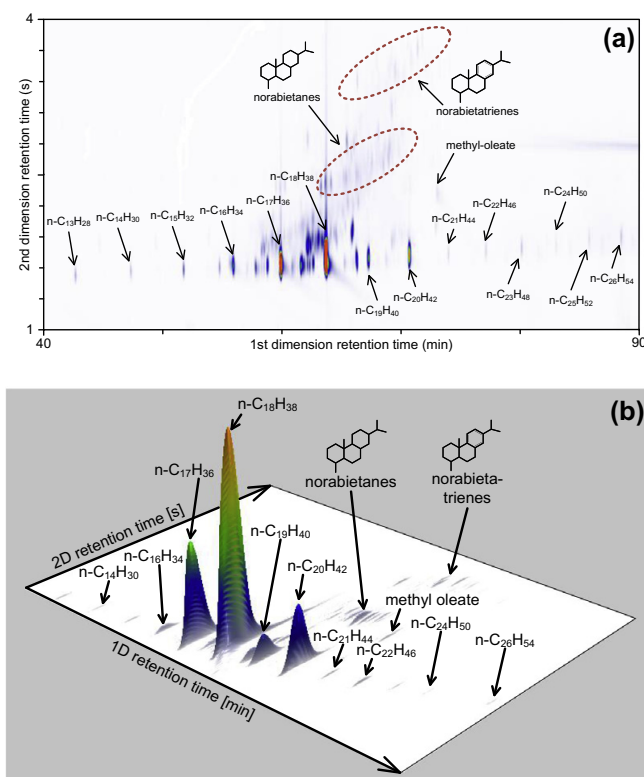 (a)
4
norabietanes
norabietatrienes
methyl-oleate
n-C18H38
n-C17H36
n-C16H34
n-C15H32
n-C14H30
n-C13H28
n-C24H50
n-C22H46
n-C21H44
n-C19H40
n-C20H42
n-C23H48
n-C25H52
n-C26H54
2nd dimension retention time (s)
1
40
1st dimension retention time (min)
90
(b)
n-C18H38
n-C17H36
norabietanes
norabieta-
trienes
2D retention time [s]
n-C19H40
n-C16H34
n-C20H42
n-C14H30
methyl oleate
n-C24H50
n-C21H44
n-C22H46
n-C26H54
1D retention time [min]